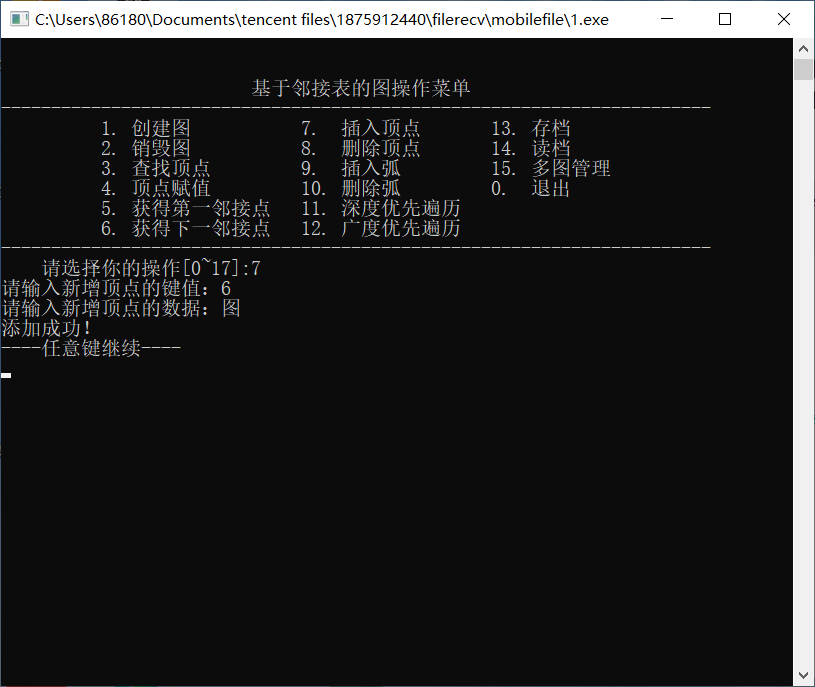 C:\Users\86180\Documents\tencent files\1875912440\filerecv\mobilefile\1.exe
基于邻接表的图操作菜单
-----------------------------------------------------------------------
1. 创建图 7. 插入顶点 13. 存档
2. 销毁图 8. 删除顶点 14. 读档
3. 查找顶点 9. 插入弧 15. 多图管理
4. 顶点赋值 10. 删除弧 0. 退出
5. 获得第一邻接点 11. 深度优先遍历
6. 获得下一邻接点 12. 广度优先遍历
-----------------------------------------------------------------------
请选择你的操作[0~17]:7
请输入新增顶点的键值：6
请输入新增顶点的数据：图
添加成功！
----任意键继续----